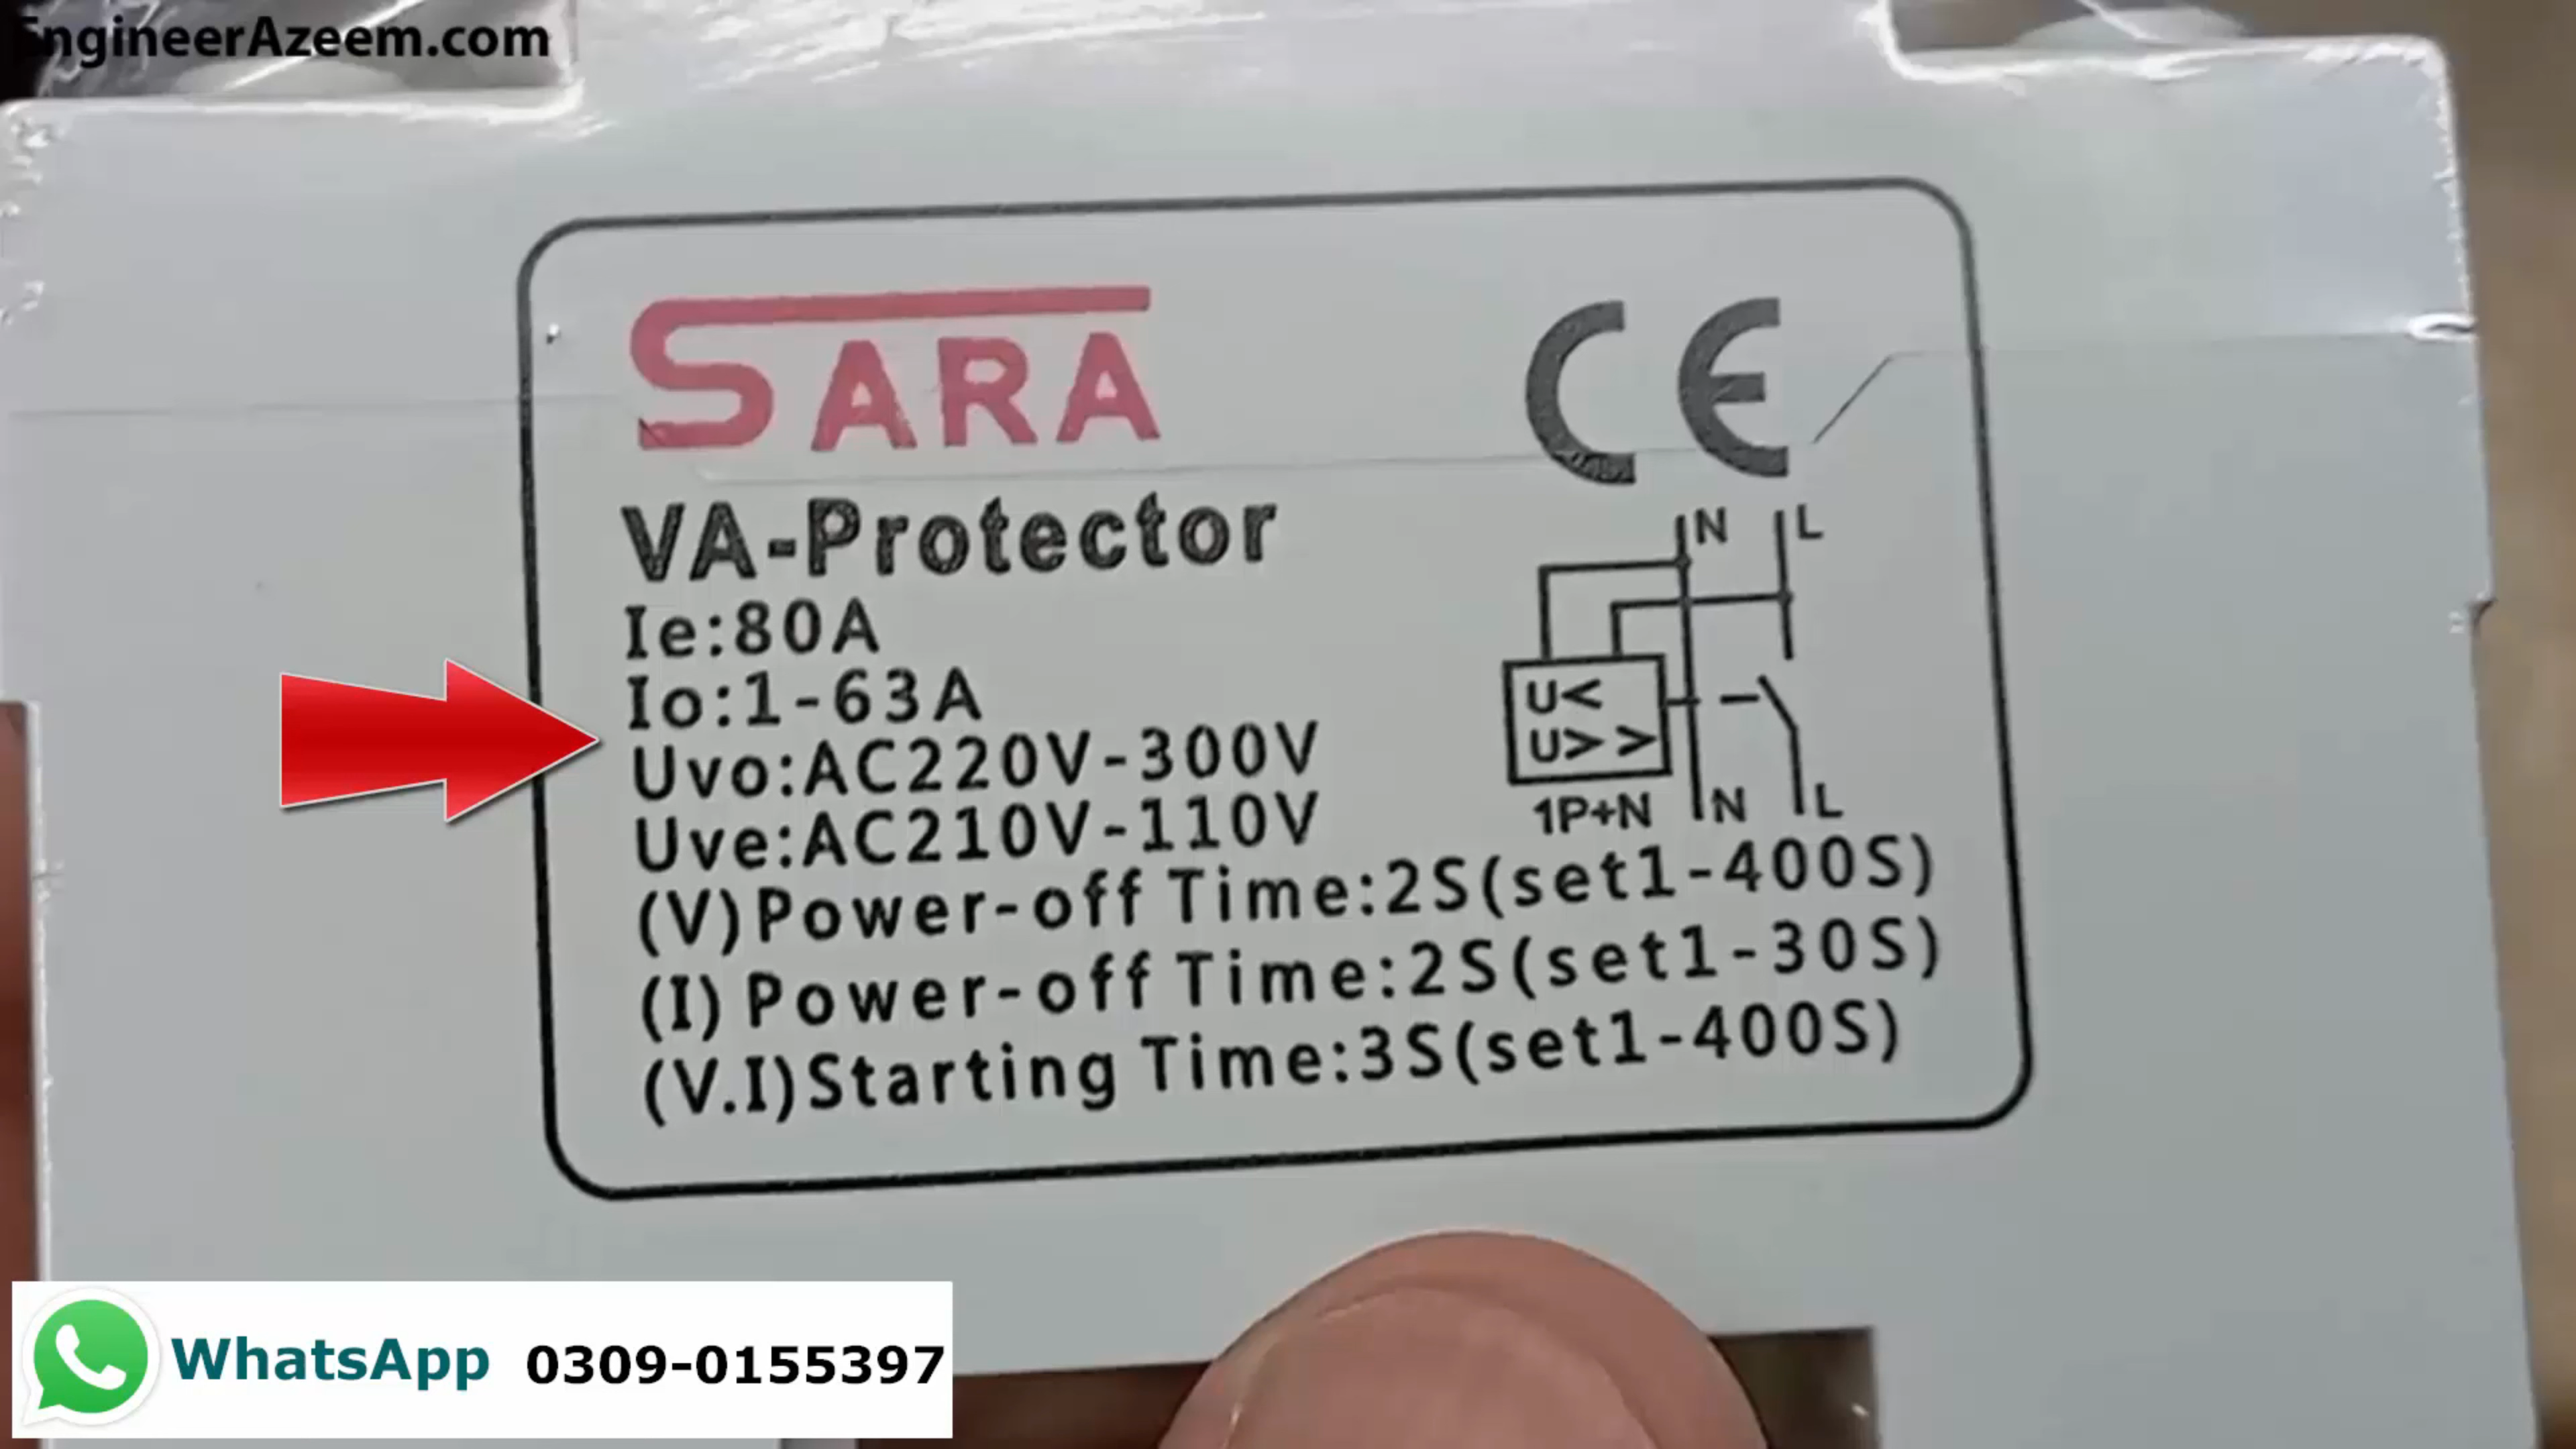 EngineerAzeem.com
SARA
CE
VA-Protector
Ie:80A
Io:1-63A
Uvo:AC220V-300V
Uve:AC210V-110V
(V)Power-off Time:2S(set1-400S)
(I) Power-off Time:2S(set1-30S)
(V.I)Starting Time:3S(set1-400S)
N L
U<
U>>
1P+N N L
WhatsApp 0309-0155397